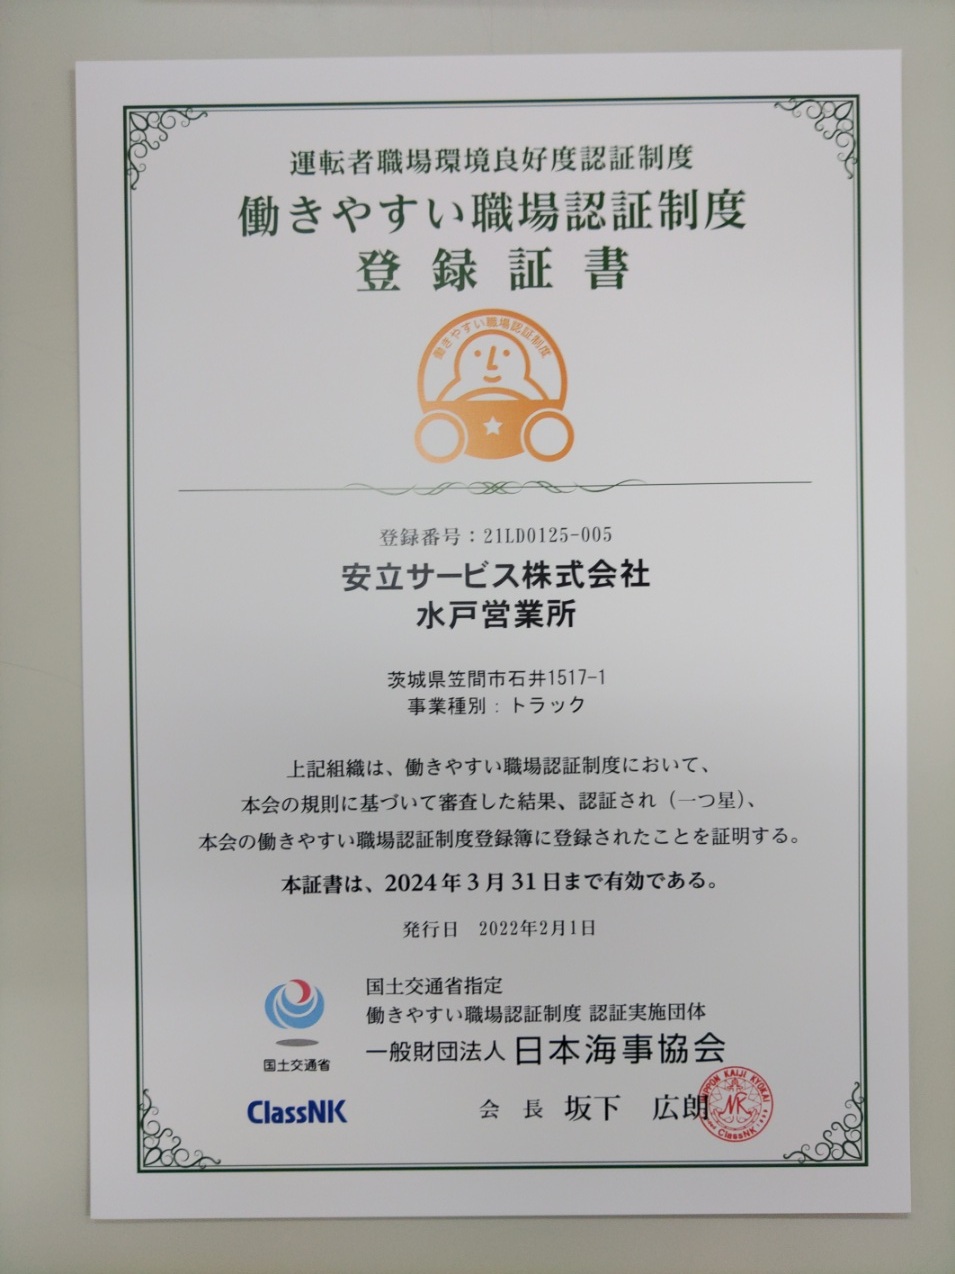 運転者職場環境良好度認証制度
働きやすい職場認証制度
登録証書
働きやすい職場認証制度
登録番号：21LD0125-005
安立サービス株式会社
水戸営業所
茨城県笠間市石井1517-1
事業種別：トラック
上記組織は、働きやすい職場認証制度において、
本会の規則に基づいて審査した結果、認証され（一つ星）、
本会の働きやすい職場認証制度登録簿に登録されたことを証明する。
本証書は、2024年3月31日まで有効である。
発行日　2022年2月1日
国土交通省指定
働きやすい職場認証制度 認証実施団体
一般財団法人 日本海事協会
国土交通省
ClassNK
会　長　坂下　広朗
NIPPON KAIJI KYOKAI
NK
ClassNK